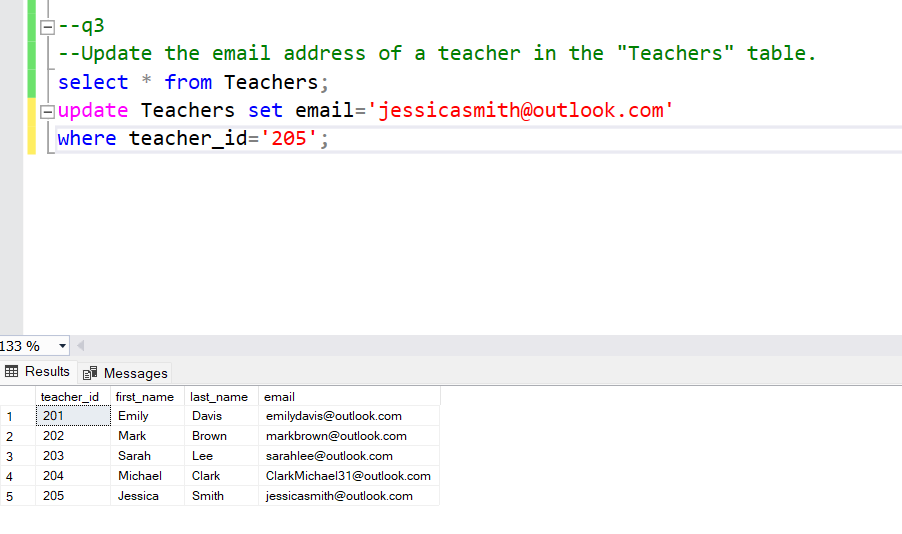 --q3
--Update the email address of a teacher in the "Teachers" table.
select * from Teachers;
update Teachers set email='jessicasmith@outlook.com'
where teacher_id='205';
133 %
Results Messages
teacher_id first_name last_name email
1 201 Emily Davis emilydavis@outlook.com
2 202 Mark Brown markbrown@outlook.com
3 203 Sarah Lee sarahlee@outlook.com
4 204 Michael Clark ClarkMichael31@outlook.com
5 205 Jessica Smith jessicasmith@outlook.com